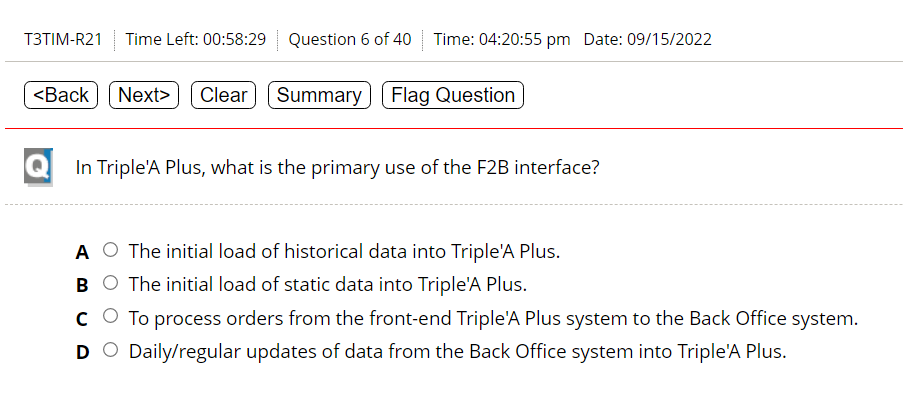 T3TIM-R21 Time Left: 00:58:29 Question 6 of 40 Time: 04:20:55 pm Date: 09/15/2022
<Back Next> Clear Summary Flag Question
Q In Triple'A Plus, what is the primary use of the F2B interface?
A The initial load of historical data into Triple'A Plus.
B The initial load of static data into Triple'A Plus.
C To process orders from the front-end Triple'A Plus system to the Back Office system.
D Daily/regular updates of data from the Back Office system into Triple'A Plus.